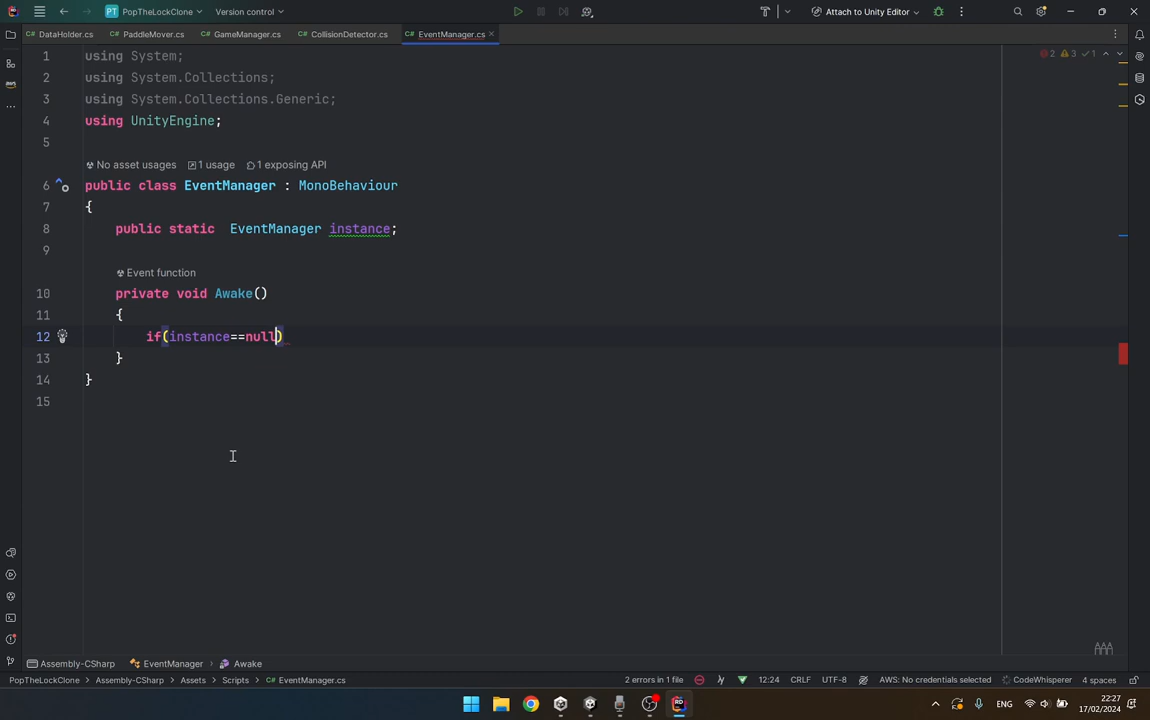 PT PopTheLockClone Version control Attach to Unity Editor
C# DataHolder.cs C# PaddleMover.cs C# GameManager.cs C# CollisionDetector.cs C# EventManager.cs
2 3 1
1 using System;
2 using System.Collections;
3 using System.Collections.Generic;
4 using UnityEngine;
5
No asset usages 1 usage 1 exposing API
6 public class EventManager : MonoBehaviour
7 {
8 public static EventManager instance;
9
Event function
10 private void Awake()
11 {
12 if(instance==null)
13 }
14 }
15
Assembly-CSharp EventManager Awake
PopTheLockClone Assembly-CSharp Assets Scripts C# EventManager.cs 2 errors in 1 file 12:24 CRLF UTF-8 AWS: No credentials selected CodeWhisperer 4 spaces
RD ENG 22:27
17/02/2024